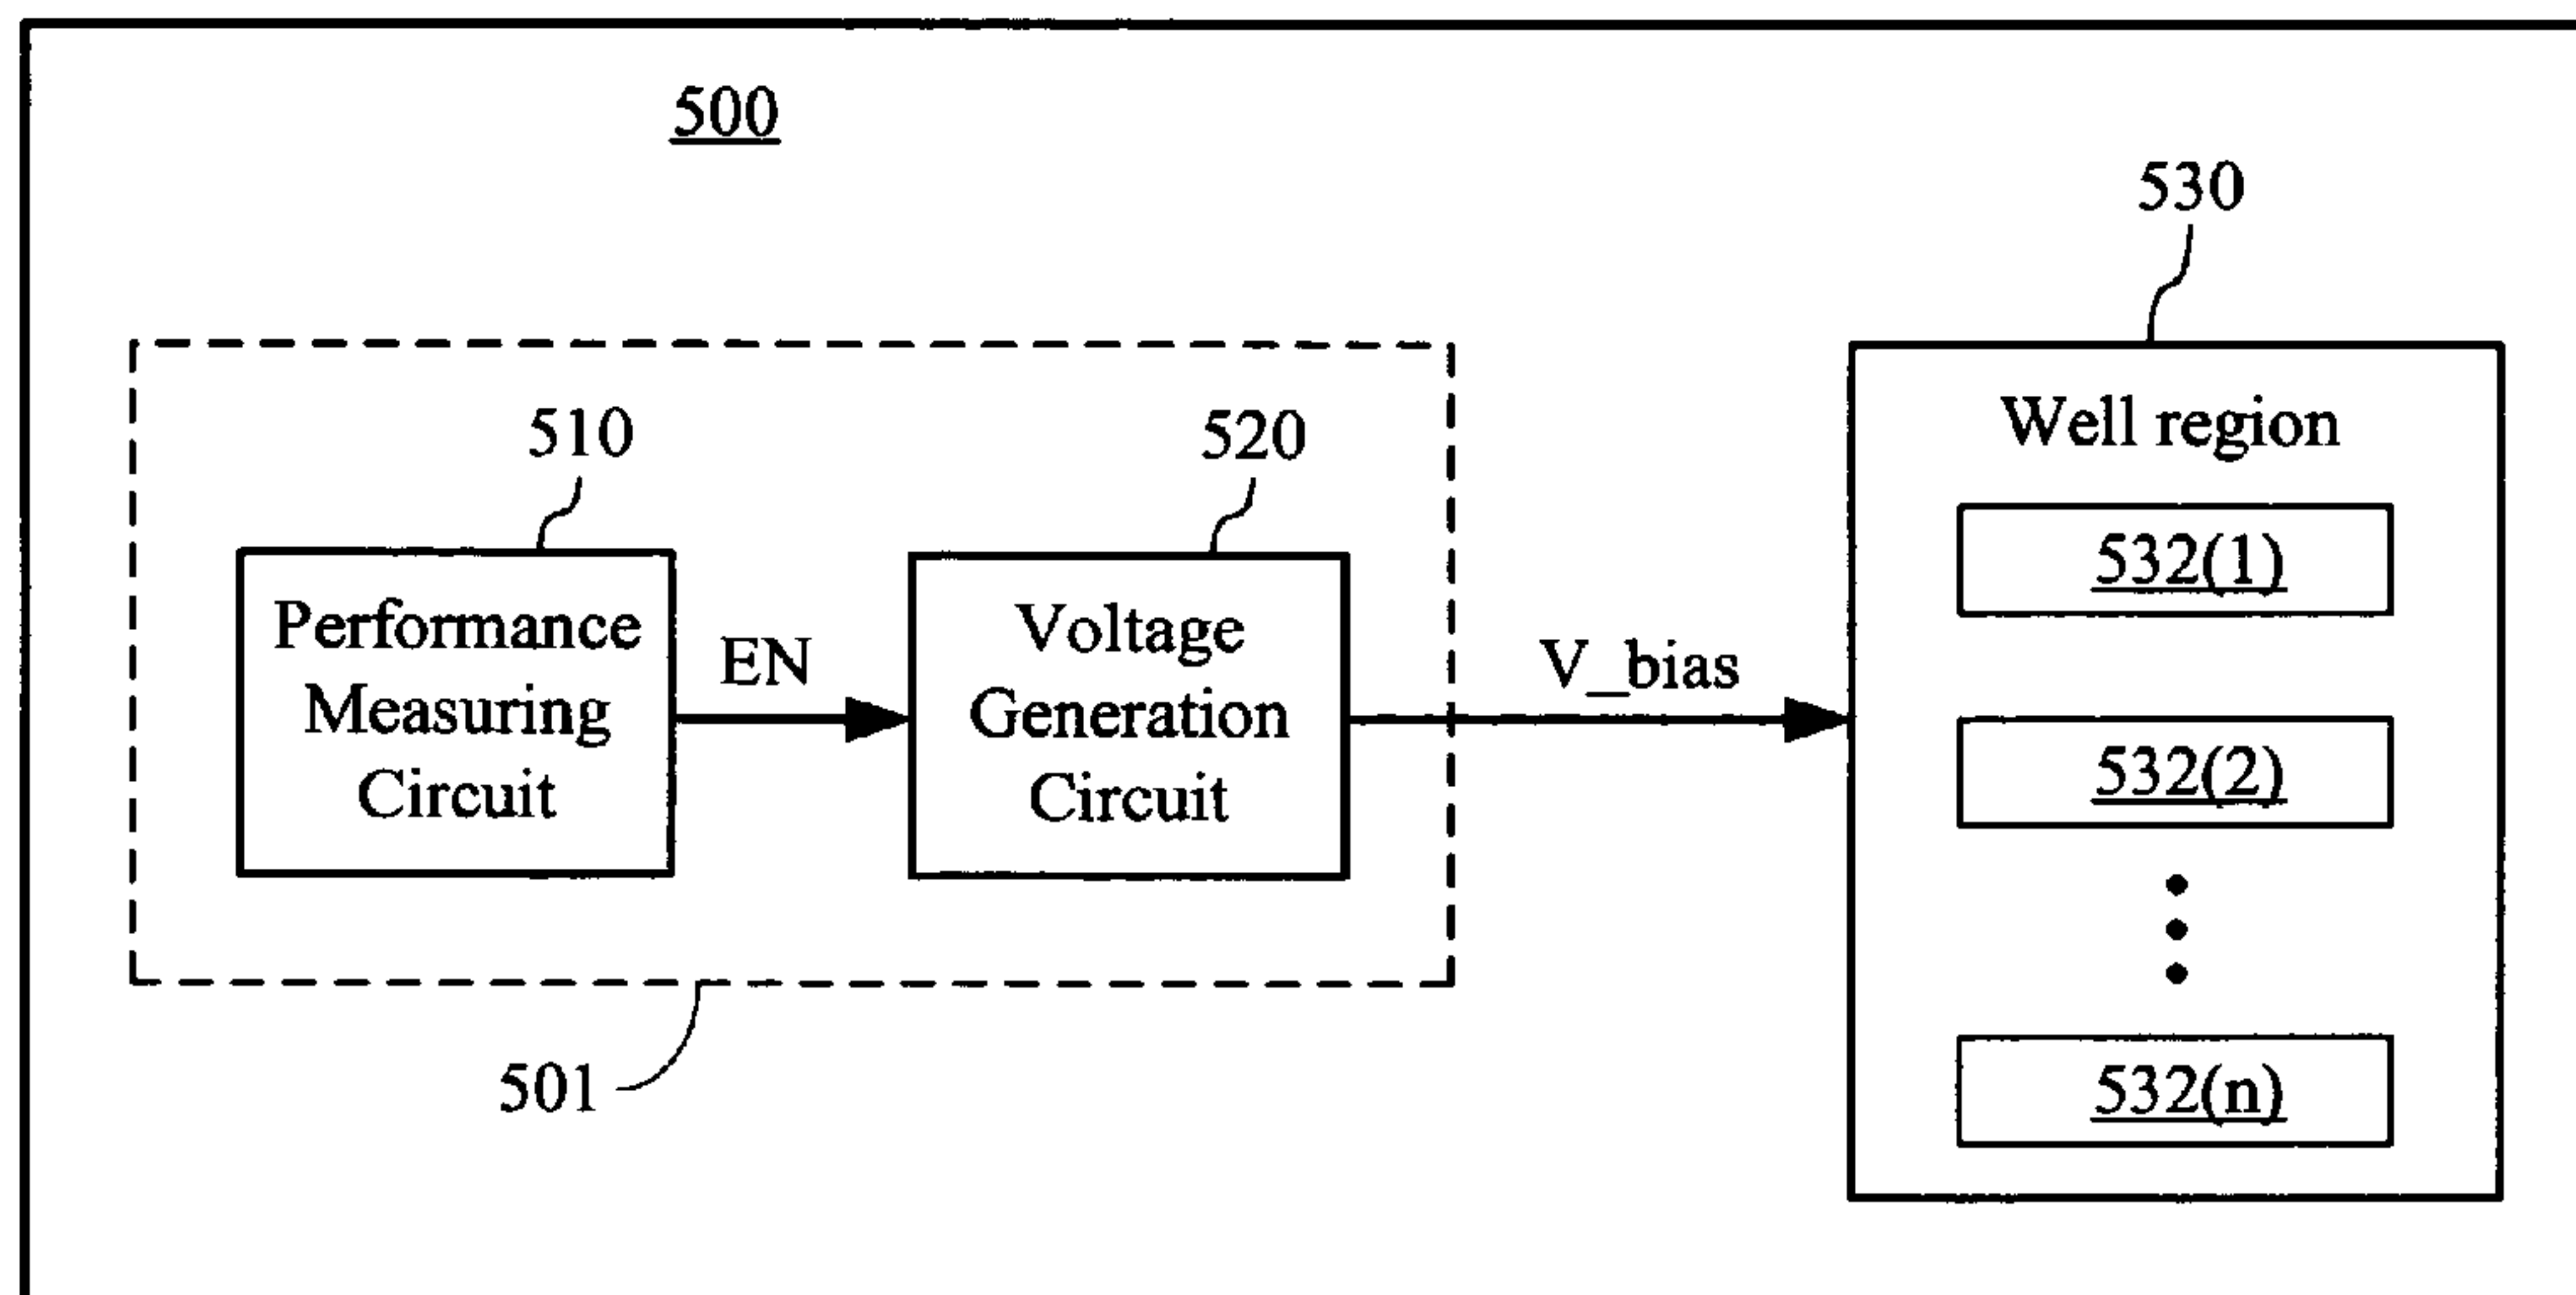 500
530
510
520
Well region
532(1)
Performance
Measuring
Circuit
EN
Voltage
Generation
Circuit
V_bias
532(2)
501
532(n)